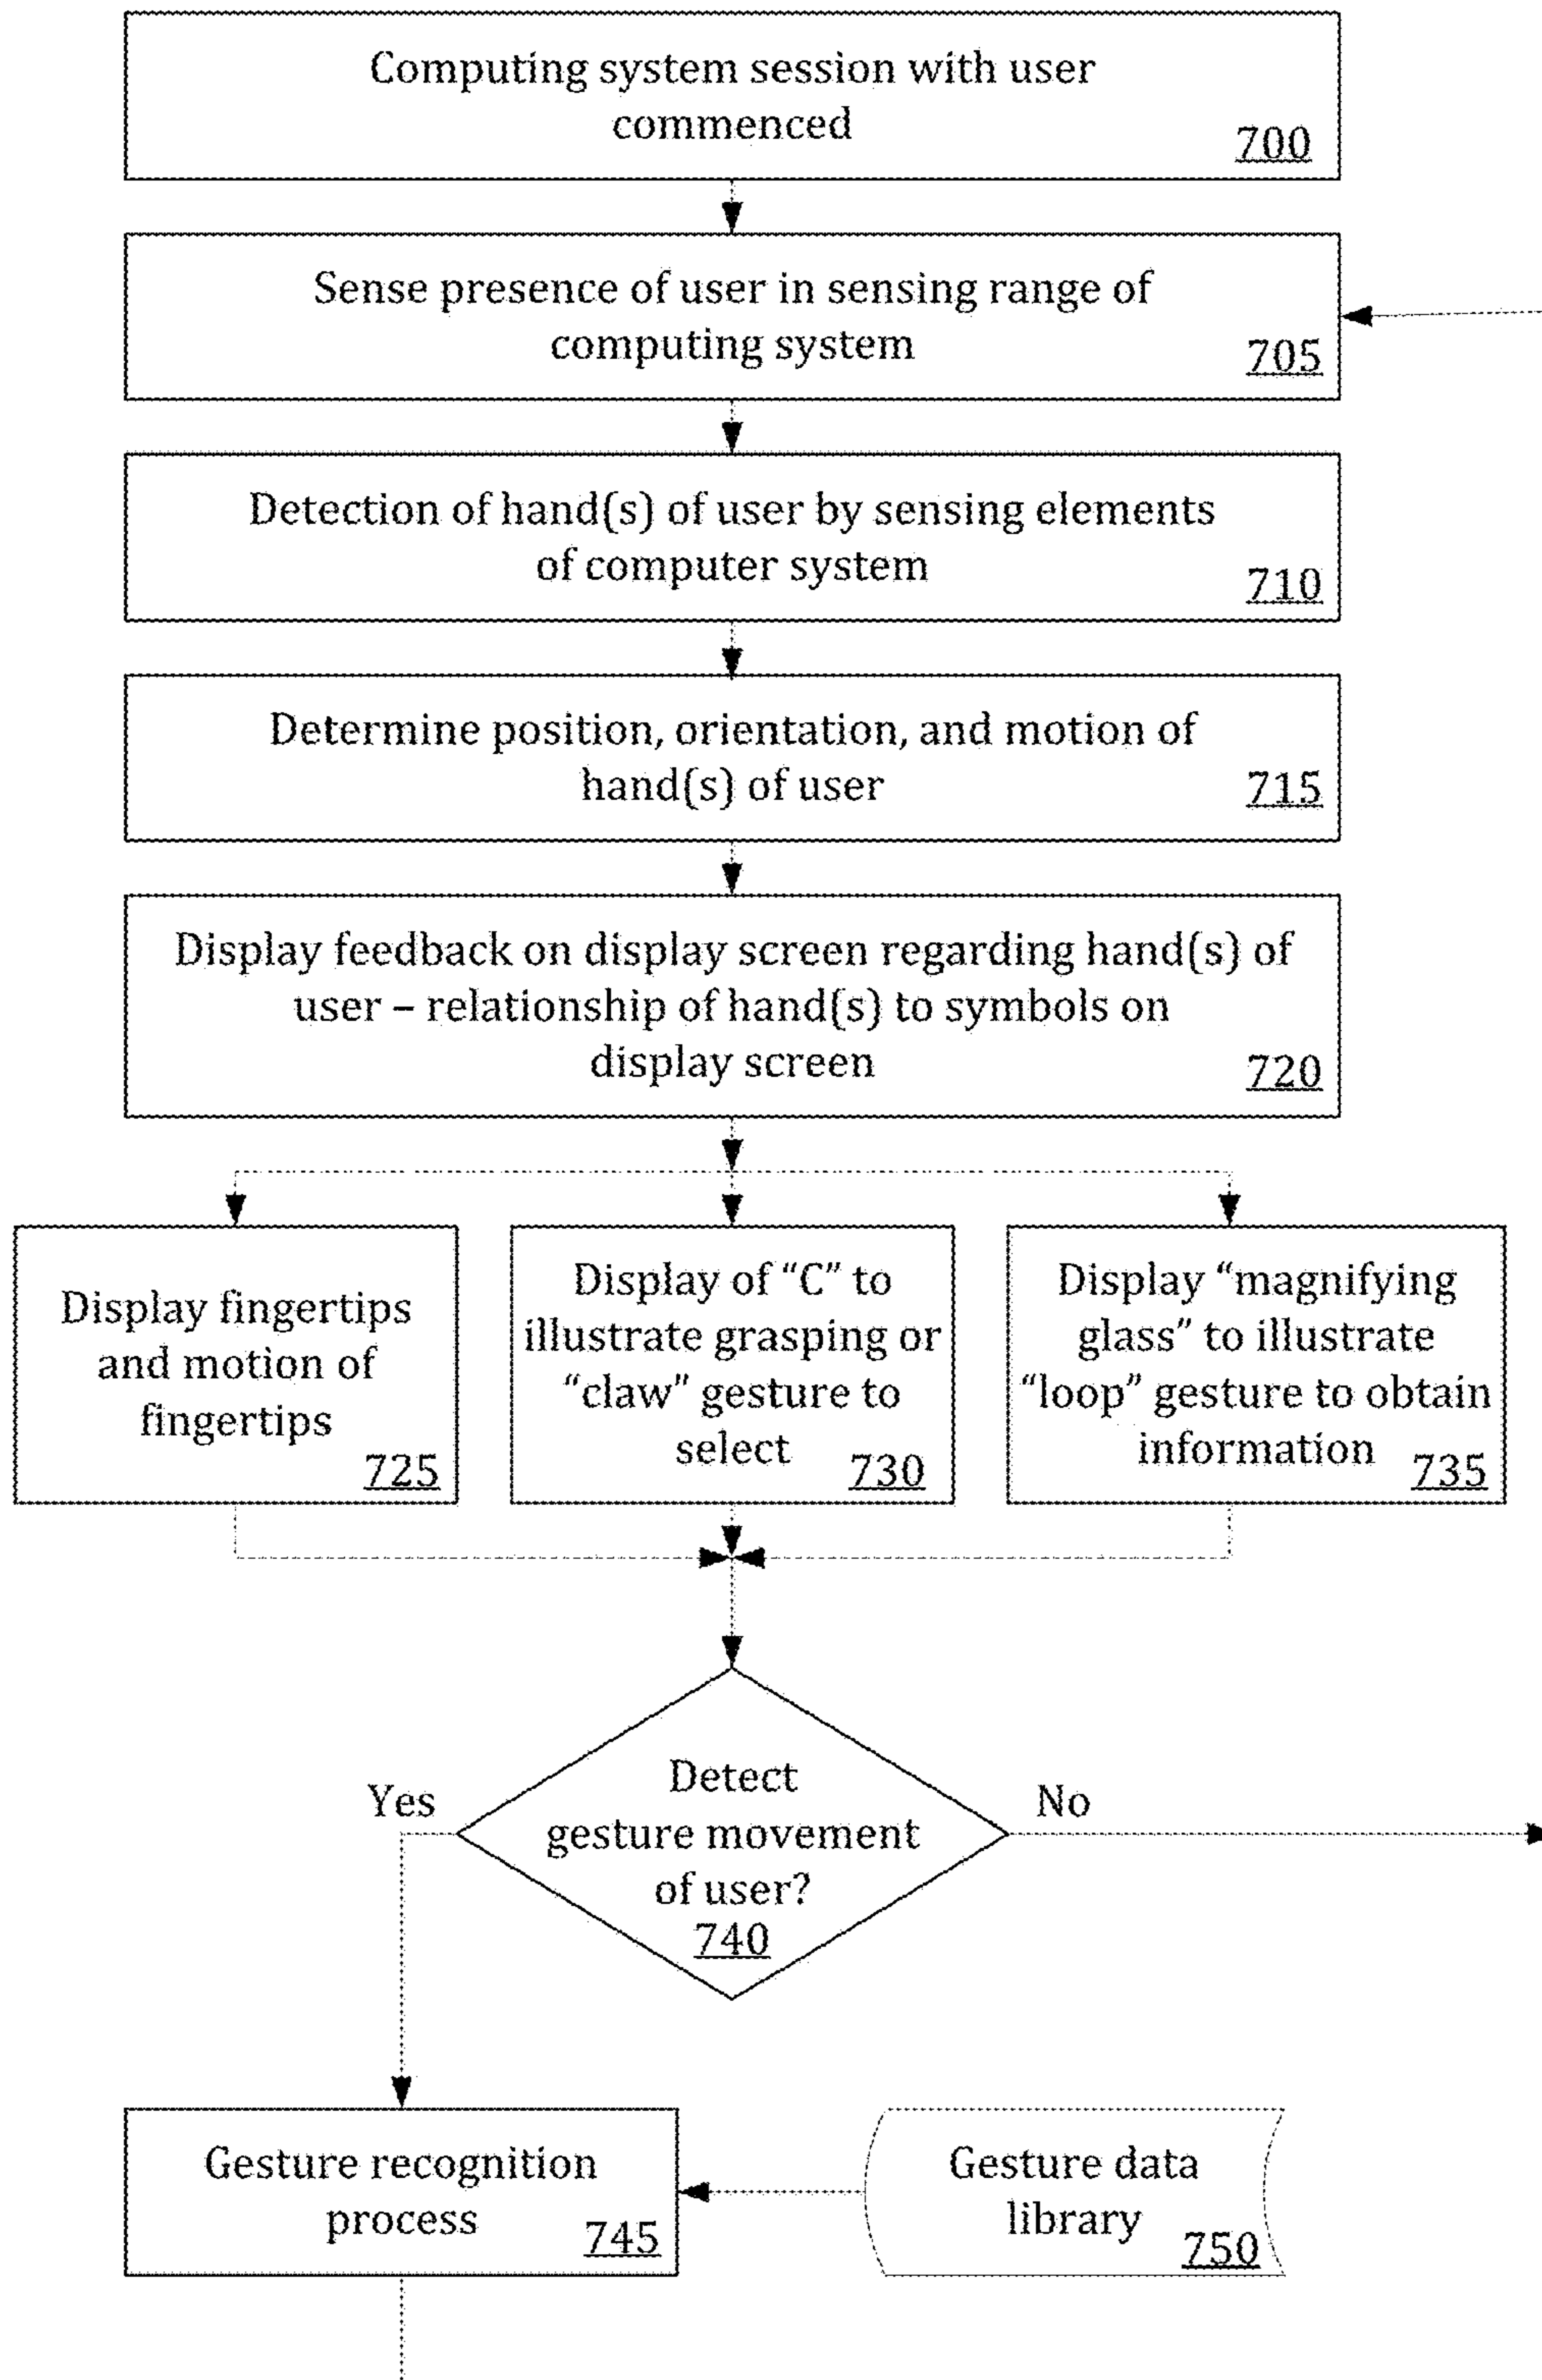 Computing system session with user
commenced
700
Sense presence of user in sensing range of
computing system
705
Detection of hand(s) of user by sensing elements
of computer system
710
Determine position, orientation, and motion of
hand(s) of user
715
Display feedback on display screen regarding hand(s) of
user – relationship of hand(s) to symbols on
display screen
720
Display fingertips
and motion of
fingertips
725
Display of “C” to
illustrate grasping or
“claw” gesture to
select
730
Display “magnifying
glass” to illustrate
“loop” gesture to obtain
information
735
Yes
Detect
gesture movement
of user?
740
No
Gesture recognition
process
745
Gesture data
library
750